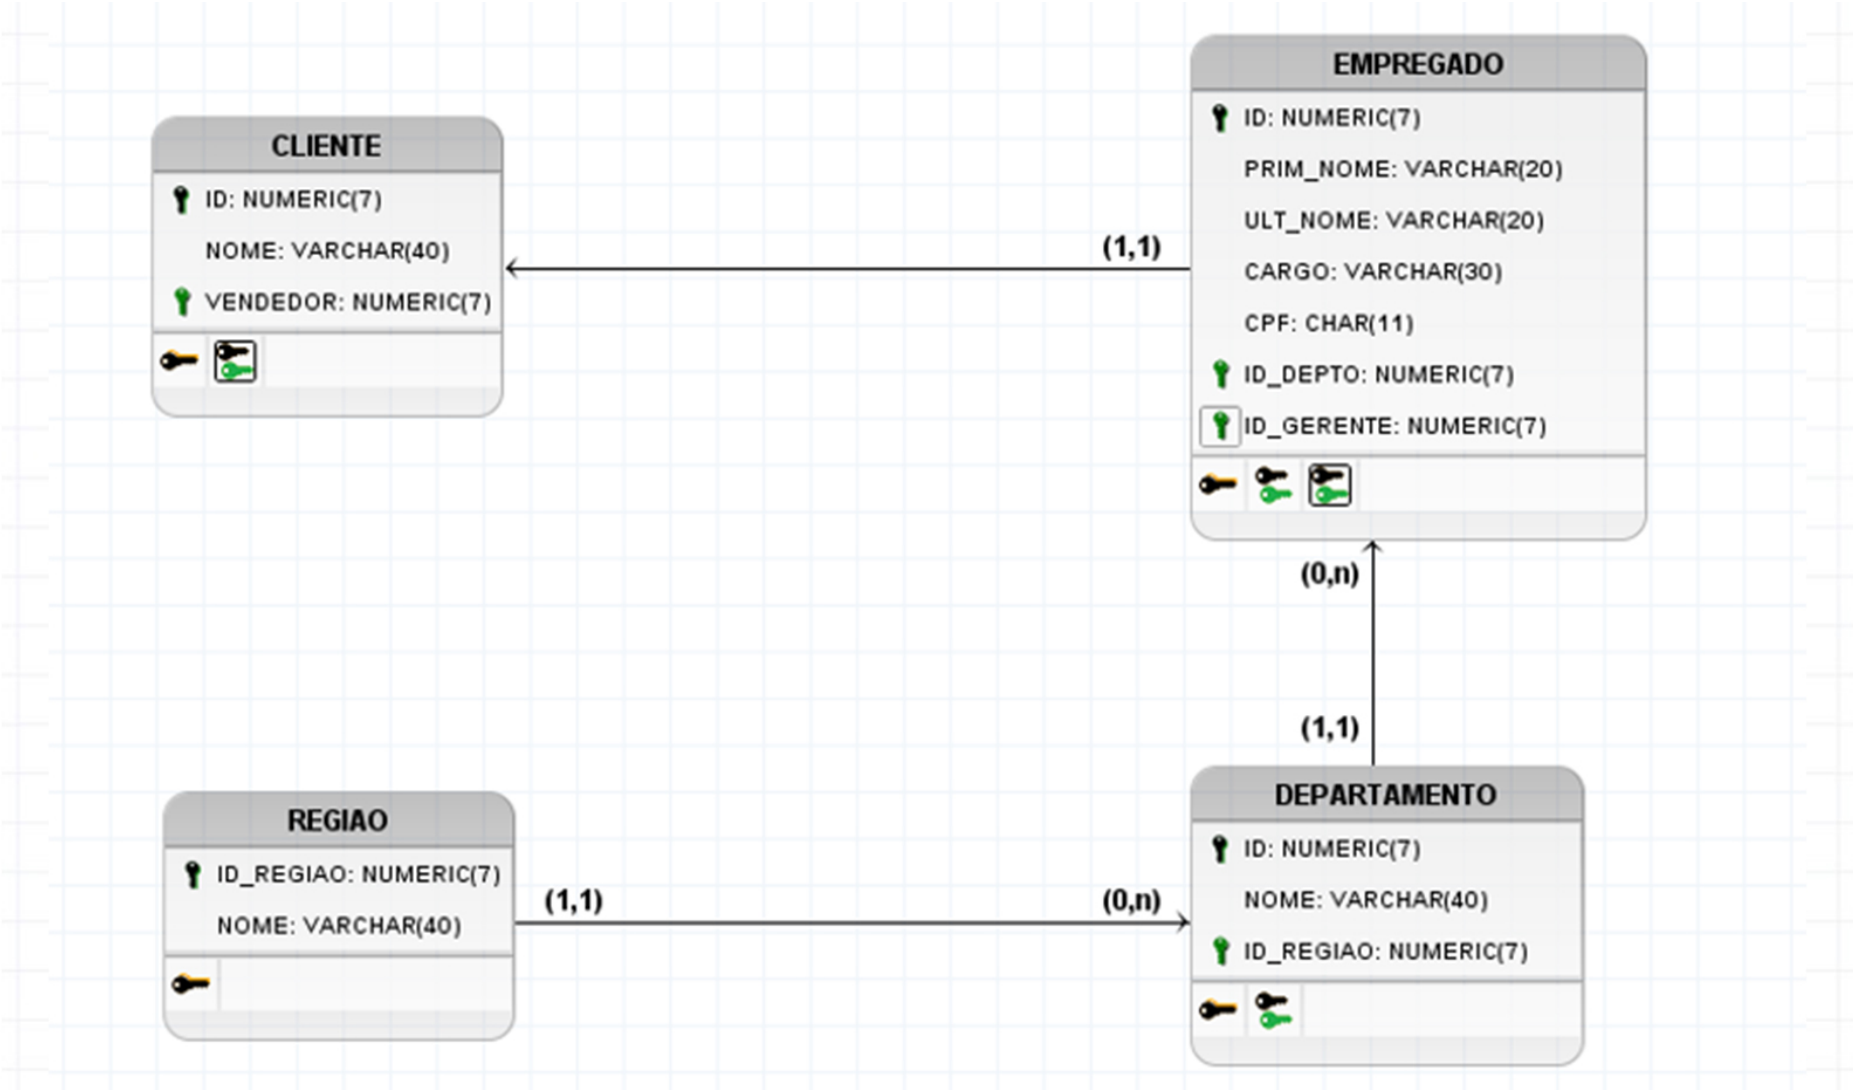 CLIENTE
ID: NUMERIC(7)
NOME: VARCHAR(40)
VENDEDOR: NUMERIC(7)
(1,1)
EMPREGADO
ID: NUMERIC(7)
PRIM_NOME: VARCHAR(20)
ULT_NOME: VARCHAR(20)
CARGO: VARCHAR(30)
CPF: CHAR(11)
ID_DEPTO: NUMERIC(7)
ID_GERENTE: NUMERIC(7)
(0,n)
(1,1)
REGIAO
ID_REGIAO: NUMERIC(7)
NOME: VARCHAR(40)
(1,1)
(0,n)
DEPARTAMENTO
ID: NUMERIC(7)
NOME: VARCHAR(40)
ID_REGIAO: NUMERIC(7)